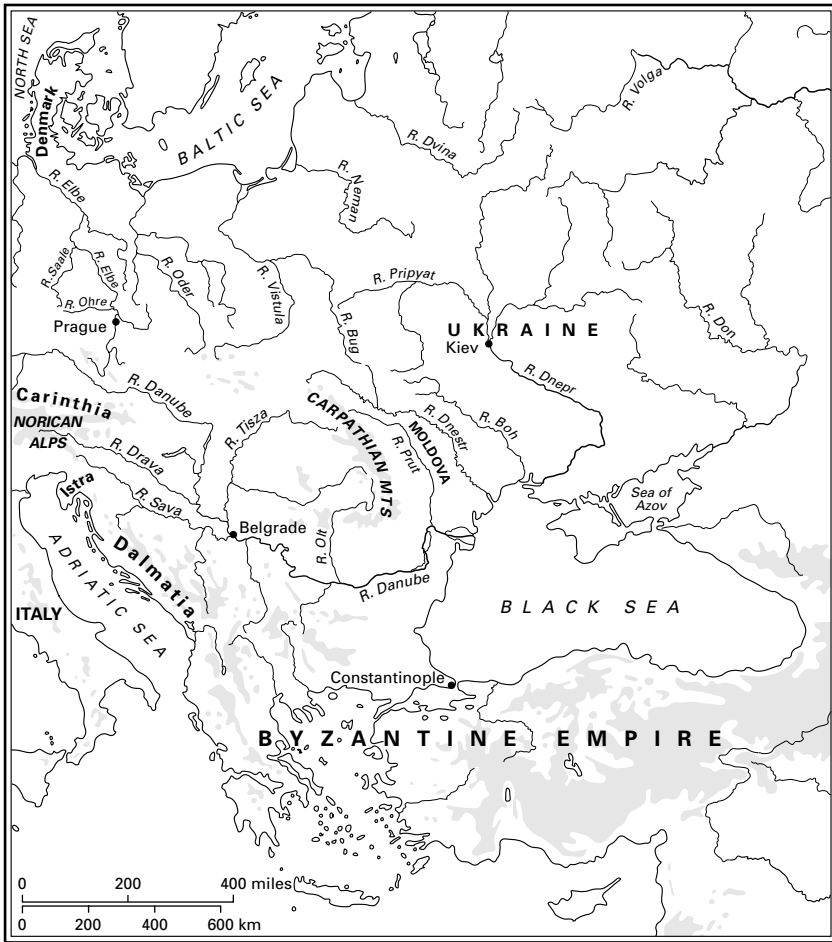 NORTH SEA
Denmark
BALTIC SEA
R. Volga
R. Dvina
R. Neman
R. Elbe
R. Saale
R. Elbe
R. Oder
R. Ohre
Prague
R. Vistula
R. Pripyat
R. Bug
UKRAINE
Kiev
R. Don
R. Dnepr
Carinthia
R. Danube
NORICAN
ALPS
R. Tisza
CARPATHIAN MTS
MOLDOVA
R. Dnestr
R. Boh
R. Prut
R. Drava
R. Sava
Istra
Belgrade
R. Olt
Sea of
Azov
Dalmatia
ADRIATIC SEA
R. Danube
ITALY
BLACK SEA
Constantinople
BYZANTINE EMPIRE
0 200 400 miles
0 200 400 600 km